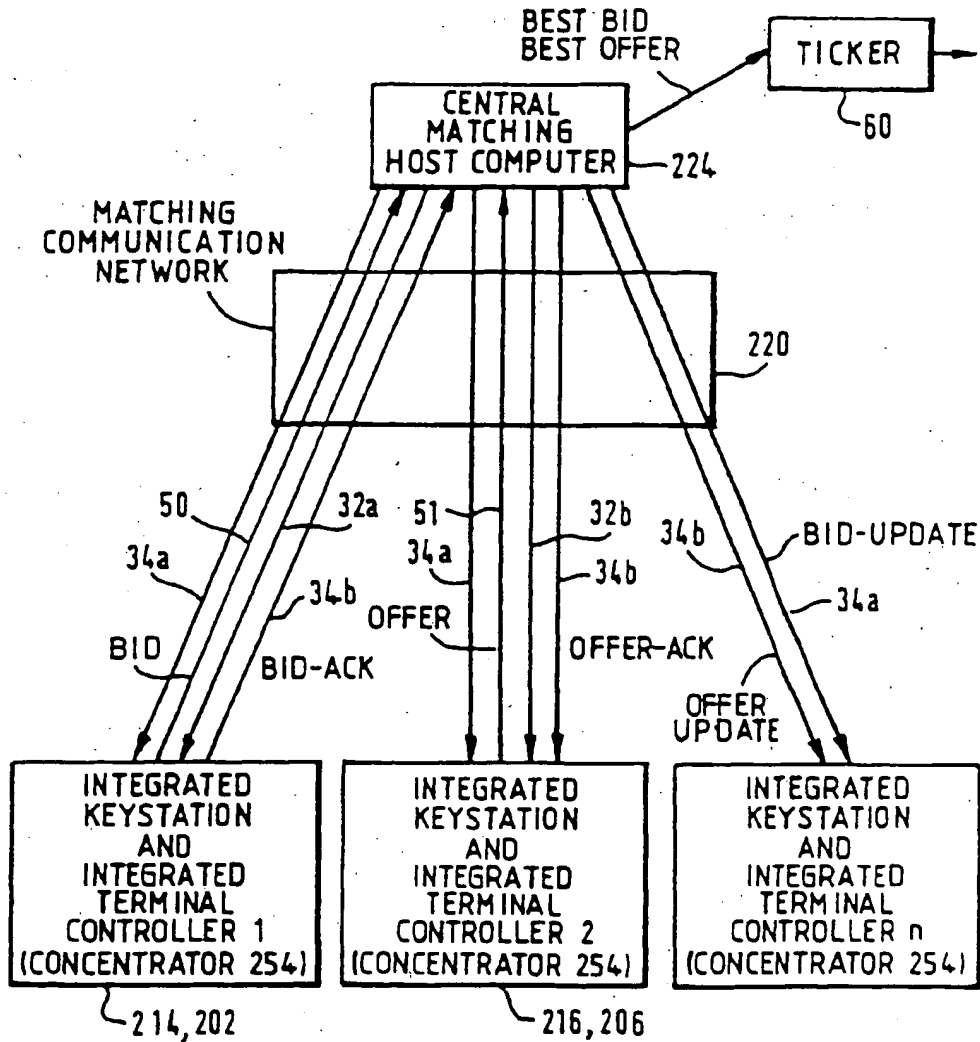 BEST BID
BEST OFFER
TICKER
60
CENTRAL
MATCHING
HOST COMPUTER
224
MATCHING
COMMUNICATION
NETWORK
220
50
32a
34a
34b
BID
BID-ACK
51
34a
32b
34b
OFFER
OFFER-ACK
34b
BID-UPDATE
34a
OFFER
UPDATE
INTEGRATED
KEYSTATION
AND
INTEGRATED
TERMINAL
CONTROLLER 1
(CONCENTRATOR 254)
214,202
INTEGRATED
KEYSTATION
AND
INTEGRATED
TERMINAL
CONTROLLER 2
(CONCENTRATOR 254)
216,206
INTEGRATED
KEYSTATION
AND
INTEGRATED
TERMINAL
CONTROLLER n
(CONCENTRATOR 254)